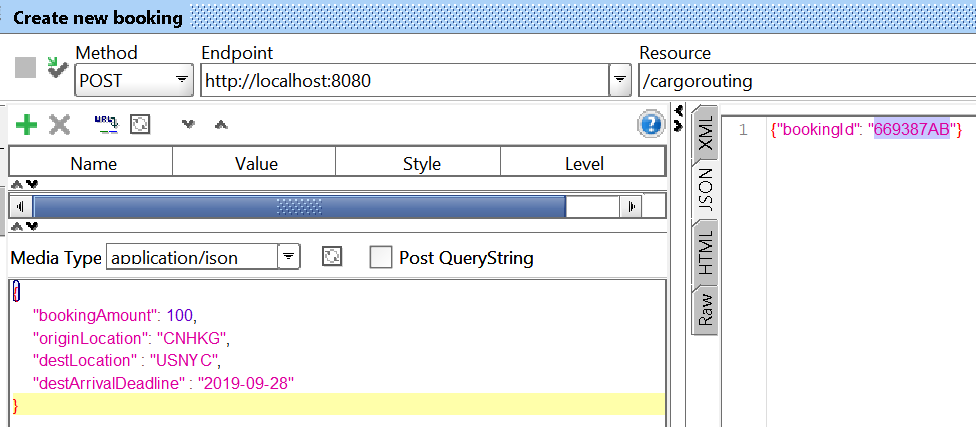 Create new booking
Method Endpoint Resource
POST http://localhost:8080 /cargorouting
URL
?
Name Value Style Level
Media Type application/json Post QueryString
{
"bookingAmount": 100,
"originLocation": "CNHKG",
"destLocation" : "USNYC",
"destArrivalDeadline" : "2019-09-28"
}
XML
JSON
HTML
Raw
1 {"bookingId": "669387AB"}